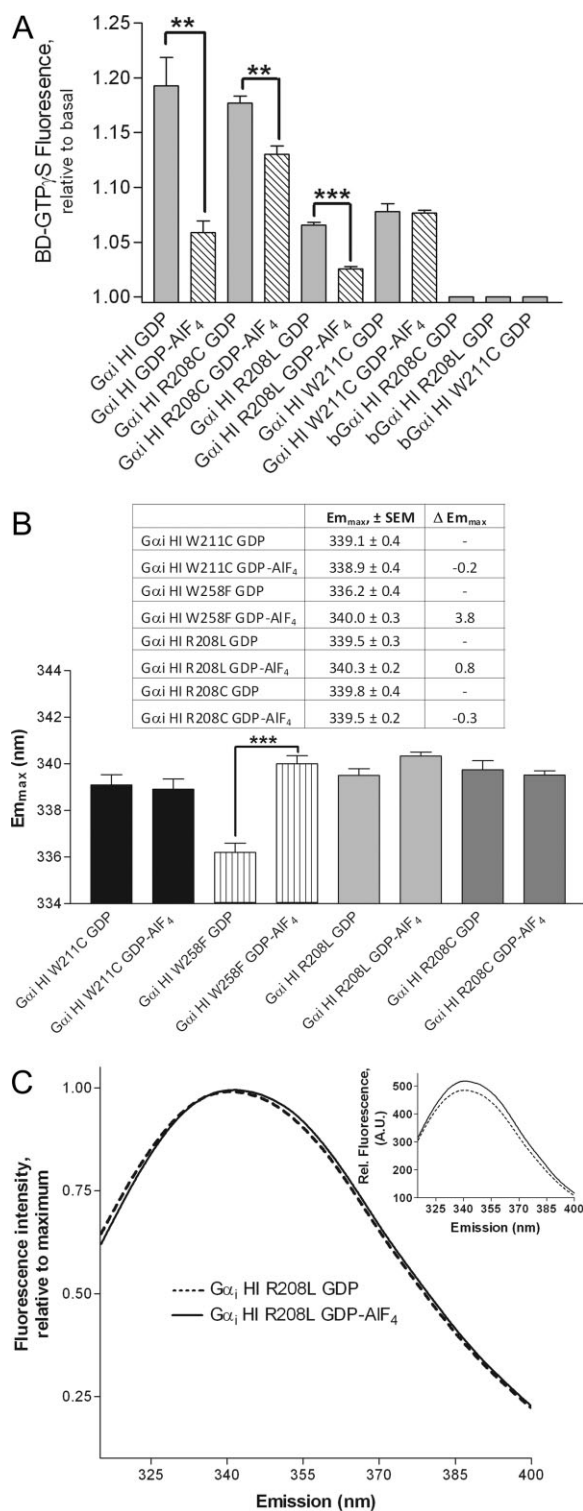 A
BD-GTPγS Fluoresence,
relative to basal
1.25
1.20
1.15
1.10
1.05
1.00
**
**
***
Gαi HI GDP
Gαi HI GDP-AlF4
Gαi HI R208C GDP
Gαi HI R208C GDP-AlF4
Gαi HI R208L GDP
Gαi HI R208L GDP-AlF4
Gαi HI W211C GDP
Gαi HI W211C GDP-AlF4
bGαi HI R208C GDP
bGαi HI R208L GDP
bGαi HI W211C GDP
B
Emmax, ± SEM Δ Emmax
Gαi HI W211C GDP 339.1 ± 0.4 -
Gαi HI W211C GDP-AlF4 338.9 ± 0.4 -0.2
Gαi HI W258F GDP 336.2 ± 0.4 -
Gαi HI W258F GDP-AlF4 340.0 ± 0.3 3.8
Gαi HI R208L GDP 339.5 ± 0.3 -
Gαi HI R208L GDP-AlF4 340.3 ± 0.2 0.8
Gαi HI R208C GDP 339.8 ± 0.4 -
Gαi HI R208C GDP-AlF4 339.5 ± 0.2 -0.3
Emmax (nm)
344
342
340
338
336
334
***
Gαi HI W211C GDP
Gαi HI W211C GDP-AlF4
Gαi HI W258F GDP
Gαi HI W258F GDP-AlF4
Gαi HI R208L GDP
Gαi HI R208L GDP-AlF4
Gαi HI R208C GDP
Gαi HI R208C GDP-AlF4
C
Fluorescence intensity,
relative to maximum
1.00
0.75
0.50
0.25
Gαi HI R208L GDP
Gαi HI R208L GDP-AlF4
325 340 355 370 385 400
Emission (nm)
Rel. Fluorescence,
(A.U.)
500
400
300
200
100
325 340 355 370 385 400
Emission (nm)